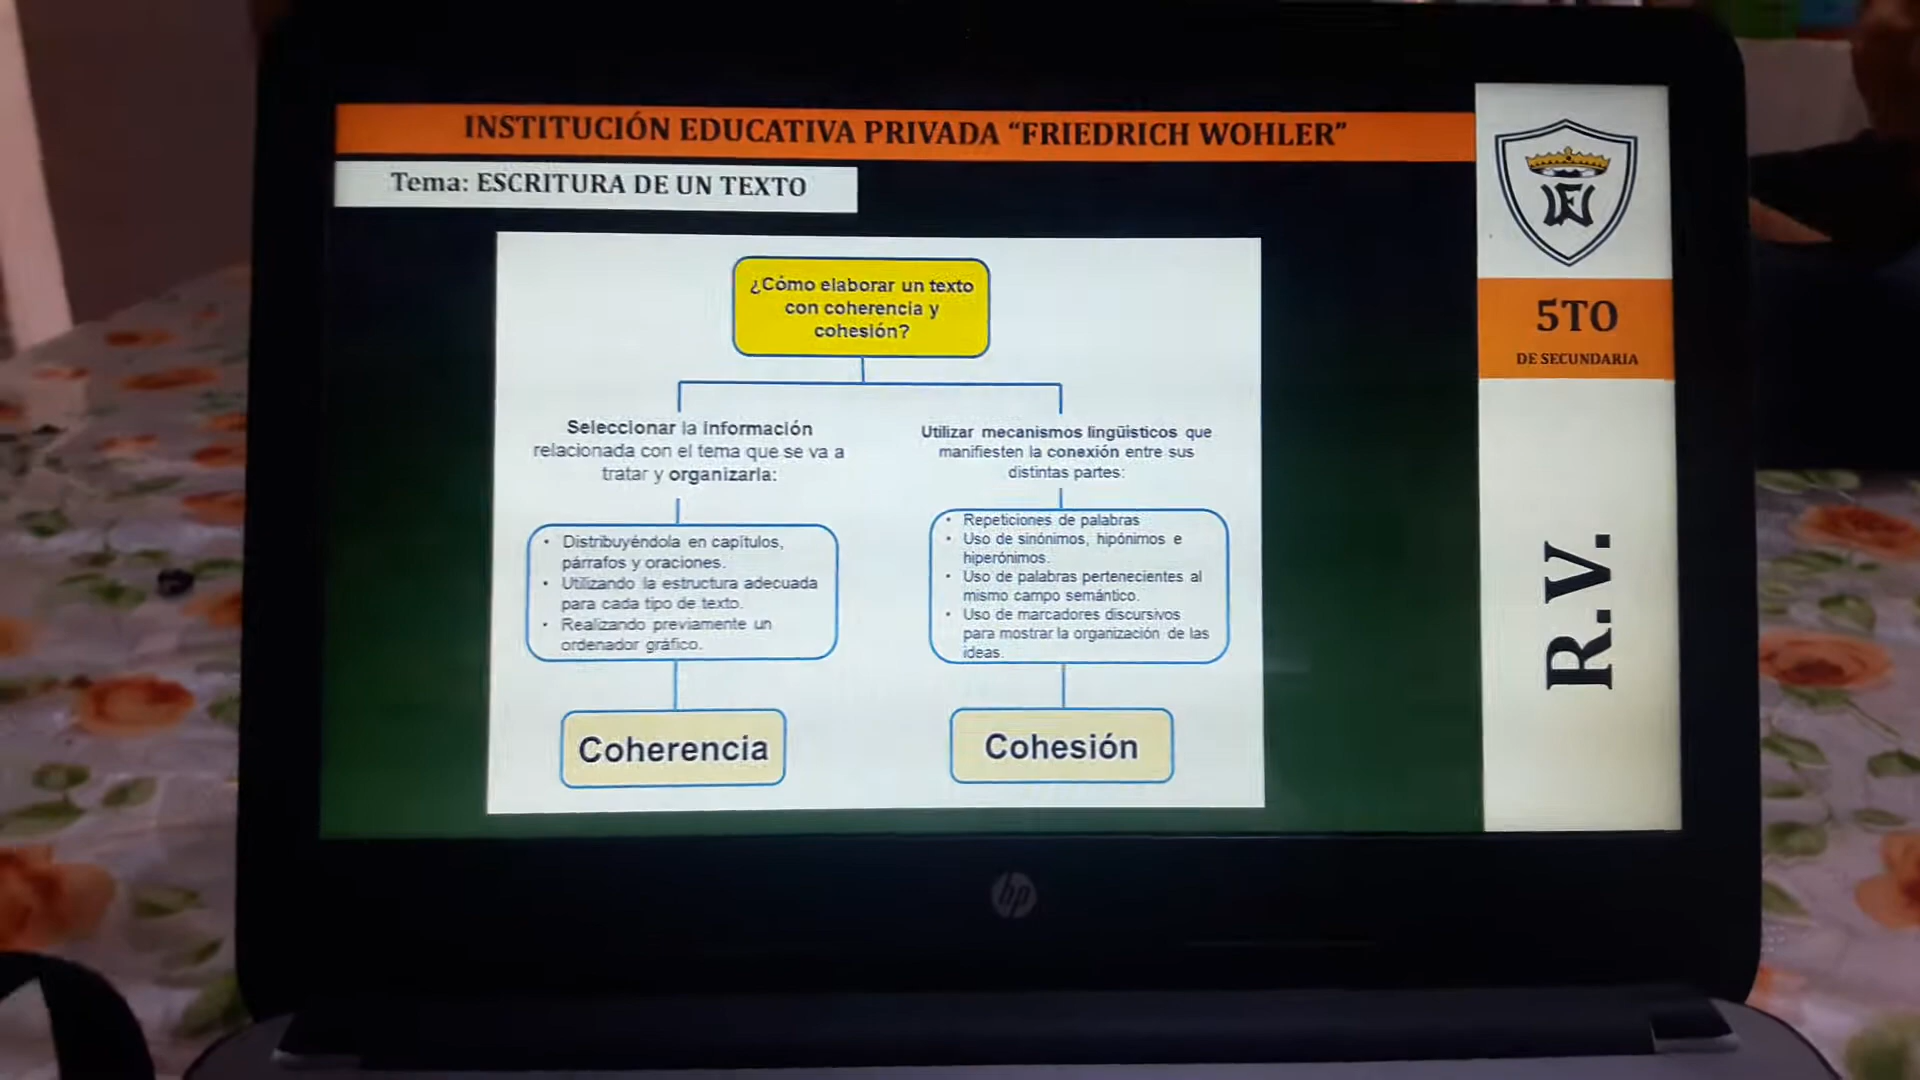 INSTITUCIÓN EDUCATIVA PRIVADA “FRIEDRICH WOHLER”
Tema: ESCRITURA DE UN TEXTO
¿Cómo elaborar un texto
con coherencia y
cohesión?
Seleccionar la información
relacionada con el tema que se va a
tratar y organizarla:
• Distribuyéndola en capítulos,
párrafos y oraciones.
• Utilizando la estructura adecuada
para cada tipo de texto.
• Realizando previamente un
ordenador gráfico.
Coherencia
Utilizar mecanismos lingüísticos que
manifiesten la conexión entre sus
distintas partes:
• Repeticiones de palabras
• Uso de sinónimos, hipónimos e
hiperónimos.
• Uso de palabras pertenecientes al
mismo campo semántico.
• Uso de marcadores discursivos
para mostrar la organización de las
ideas.
Cohesión
5TO
DE SECUNDARIA
R.V.
hp